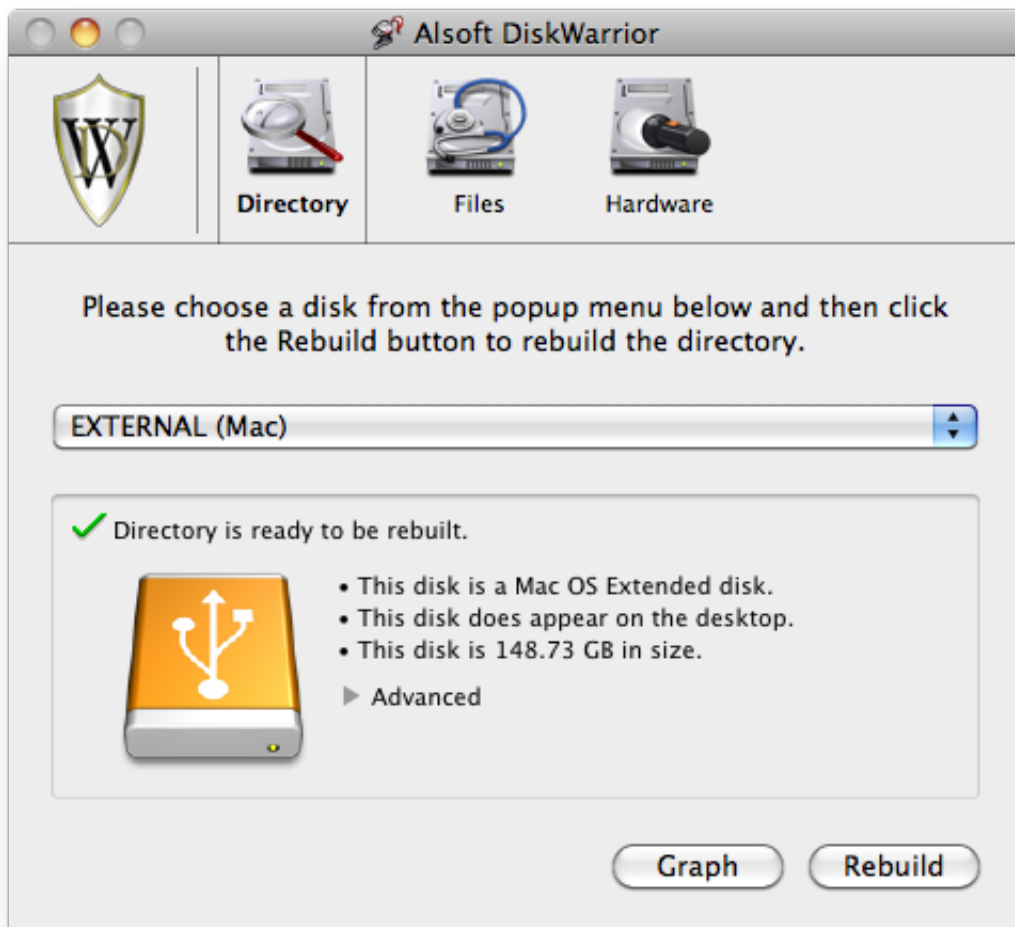 Alsoft DiskWarrior
DW
Directory
Files
Hardware
Please choose a disk from the popup menu below and then click
the Rebuild button to rebuild the directory.
EXTERNAL (Mac)
Directory is ready to be rebuilt.
• This disk is a Mac OS Extended disk.
• This disk does appear on the desktop.
• This disk is 148.73 GB in size.
Advanced
Graph
Rebuild